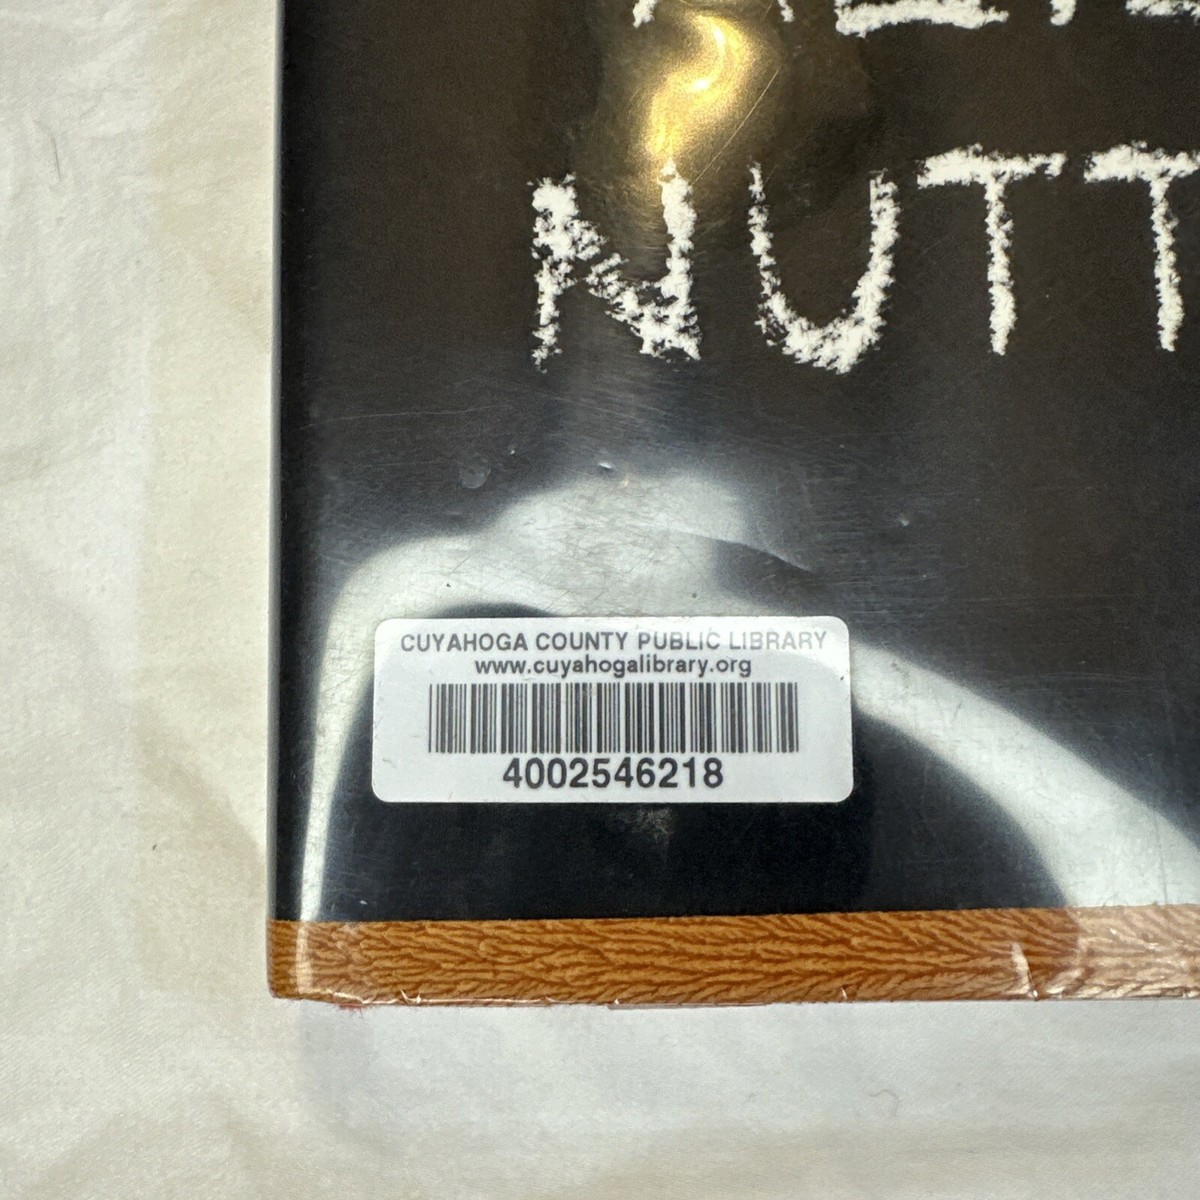 NUTT
CUYAHOGA COUNTY PUBLIC LIBRARY
www.cuyahogalibrary.org
4002546218